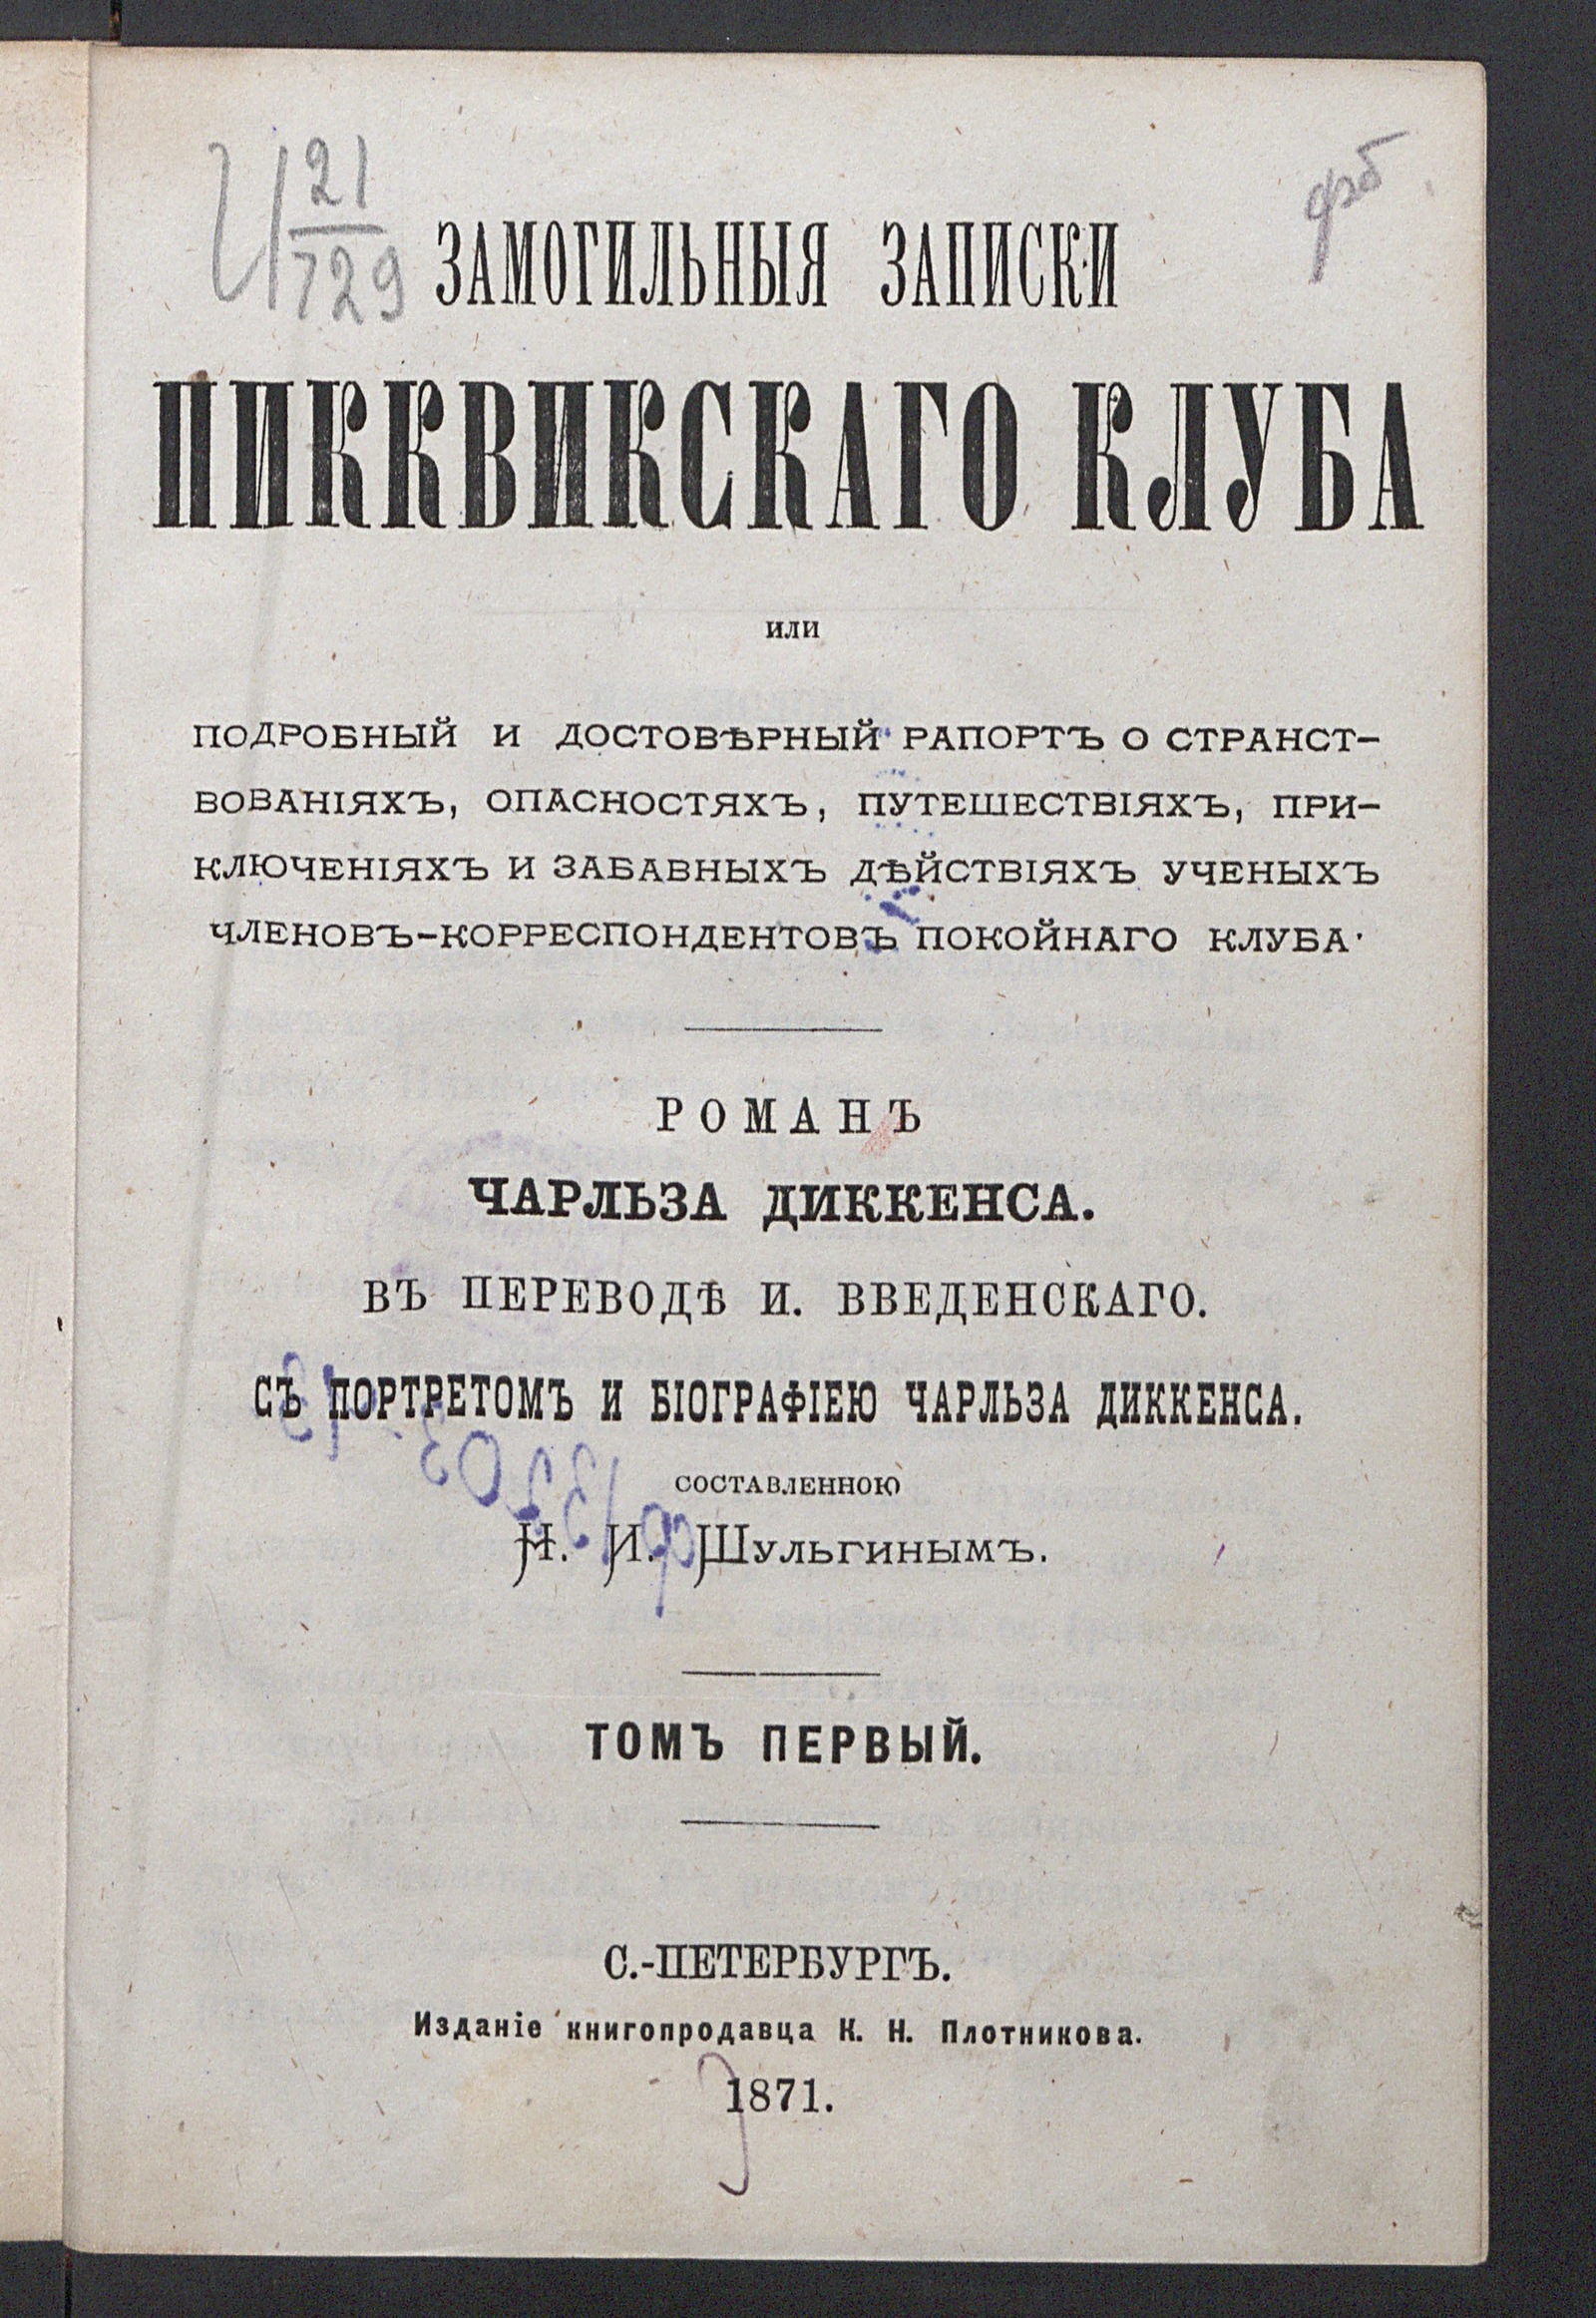 21
729
ЗАМОГИЛЬНЫЯ ЗАПИСКИ
ПИККВИКСКАГО КЛУБА
или
ПОДРОБНЫЙ И ДОСТОВѢРНЫЙ РАПОРТЪ О СТРАНСТ-
ВОВАНІЯХЪ, ОПАСНОСТЯХЪ, ПУТЕШЕСТВІЯХЪ, ПРИ-
КЛЮЧЕНІЯХЪ И ЗАБАВНЫХЪ ДѢЙСТВІЯХЪ УЧЕНЫХЪ
ЧЛЕНОВЪ-КОРРЕСПОНДЕНТОВЪ ПОКОЙНАГО КЛУБА.
РОМАНЪ
ЧАРЛЬЗА ДИККЕНСА.
ВЪ ПЕРЕВОДѢ И. ВВЕДЕНСКАГО.
СЪ ПОРТРЕТОМЪ И БІОГРАФІЕЮ ЧАРЛЬЗА ДИККЕНСА.
СОСТАВЛЕННОЮ
Н. И. Шульгинымъ.
ТОМЪ ПЕРВЫЙ.
С.-ПЕТЕРБУРГЪ.
Изданіе книгопродавца К. Н. Плотникова.
1871.